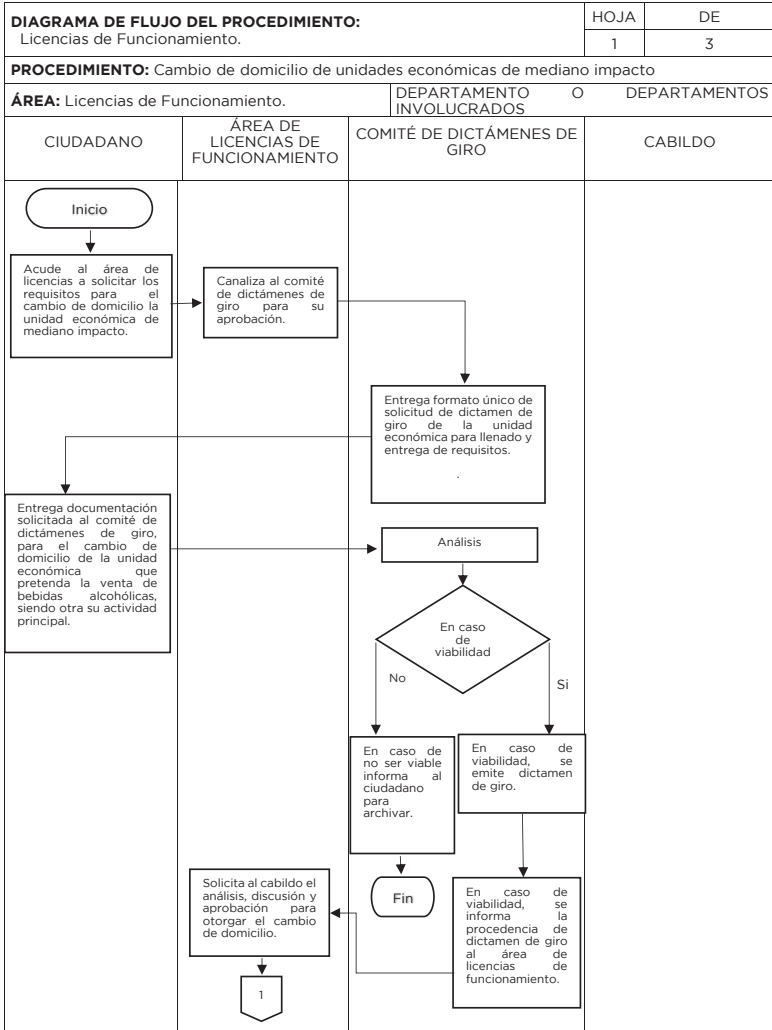 DIAGRAMA DE FLUJO DEL PROCEDIMIENTO:
Licencias de Funcionamiento.
HOJA
DE
1
3
PROCEDIMIENTO: Cambio de domicilio de unidades económicas de mediano impacto
ÁREA: Licencias de Funcionamiento.
DEPARTAMENTO O DEPARTAMENTOS
INVOLUCRADOS
CIUDADANO
ÁREA DE
LICENCIAS DE
FUNCIONAMIENTO
COMITÉ DE DICTÁMENES DE
GIRO
CABILDO
Inicio
Acude al área de
licencias a solicitar los
requisitos para el
cambio de domicilio la
unidad económica de
mediano impacto.
Canaliza al comité
de dictámenes de
giro para su
aprobación.
Entrega formato único de
solicitud de dictamen de
giro de la unidad
económica para llenado y
entrega de requisitos.
.
Entrega documentación
solicitada al comité de
dictámenes de giro,
para el cambio de
domicilio de la unidad
económica que
pretenda la venta de
bebidas alcohólicas,
siendo otra su actividad
principal.
Análisis
En caso
de
viabilidad
No
Si
En caso de
no ser viable
informa al
ciudadano
para
archivar.
En caso de
viabilidad, se
emite dictamen
de giro.
Fin
En caso de
viabilidad, se
informa la
procedencia de
dictamen de giro
al área de
licencias de
funcionamiento.
Solicita al cabildo el
análisis, discusión y
aprobación para
otorgar el cambio
de domicilio.
1